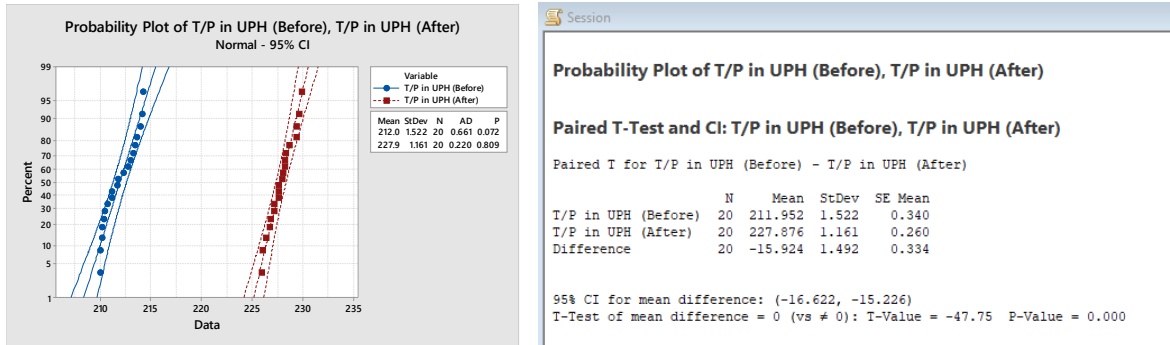 Probability Plot of T/P in UPH (Before), T/P in UPH (After)
Normal - 95% CI
99
95
90
80
70
60
50
40
30
20
10
5
1
Percent
210 215 220 225 230 235
Data
Variable
T/P in UPH (Before)
T/P in UPH (After)
Mean StDev N AD P
212.0 1.522 20 0.661 0.072
227.9 1.161 20 0.220 0.809
Session
Probability Plot of T/P in UPH (Before), T/P in UPH (After)
Paired T-Test and CI: T/P in UPH (Before), T/P in UPH (After)
Paired T for T/P in UPH (Before) - T/P in UPH (After)
N Mean StDev SE Mean
T/P in UPH (Before) 20 211.952 1.522 0.340
T/P in UPH (After) 20 227.876 1.161 0.260
Difference 20 -15.924 1.492 0.334
95% CI for mean difference: (-16.622, -15.226)
T-Test of mean difference = 0 (vs ≠ 0): T-Value = -47.75 P-Value = 0.000